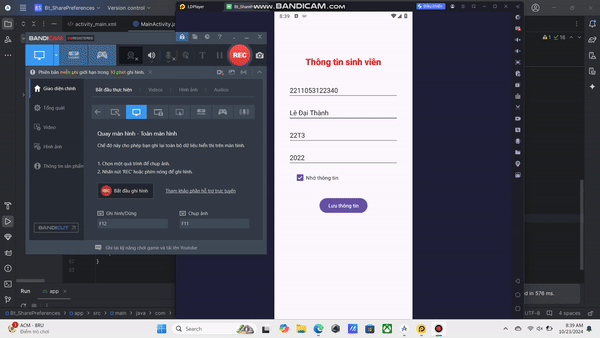 BS Bt_SharePreferences Version control
activity_main.xml MainActivity.
BANDICAM
Phiên bản miễn phí giới hạn trong 10 phút ghi hình.
Giao diện chính
Tổng quát
Video
Hình ảnh
Thông tin sản phẩm
BANDICUT
Bắt đầu thực hiện Videos Hình ảnh Audios
Quay màn hình - Toàn màn hình
Chế độ này cho phép bạn ghi lại toàn bộ dữ liệu hiển thị trên màn hình.
1. Chọn một quá trình để chụp ảnh.
2. Nhấn nút 'REC' hoặc phím nóng để ghi hình.
REC Bắt đầu ghi hình Tham khảo phần hỗ trợ trực tuyến
Ghi hình/Dừng Chụp ảnh
F12 F11
Ghi lại kỹ năng chơi game và tải lên Youtube
REC
LDPlayer
WWW.BANDICAM.COM
8:39
Thông tin sinh viên
2211053122340
Lê Đại Thành
22T3
2022
Nhớ thông tin
Lưu thông tin
Run app
Bt_SharePreferences > app > src > main > java > com
in 576 ms.
UTF-8 4 spaces
ACM - BRU
Điểm trò chơi
Search
8:39 AM
10/23/2024